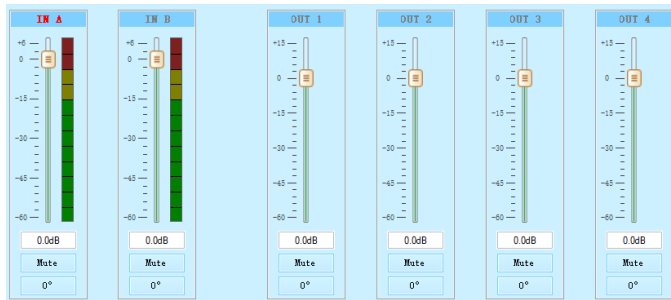 IN A
+6
0
-15
-30
-45
-60
0.0dB
Mute
0°
IN B
+6
0
-15
-30
-45
-60
0.0dB
Mute
0°
OUT 1
+15
0
-15
-30
+45
-60
0.0dB
Mute
0°
OUT 2
+15
0
-15
-30
+45
-60
0.0dB
Mute
0°
OUT 3
+15
0
-15
-30
+45
-60
0.0dB
Mute
0°
OUT 4
+15
0
-15
-30
+45
-60
0.0dB
Mute
0°